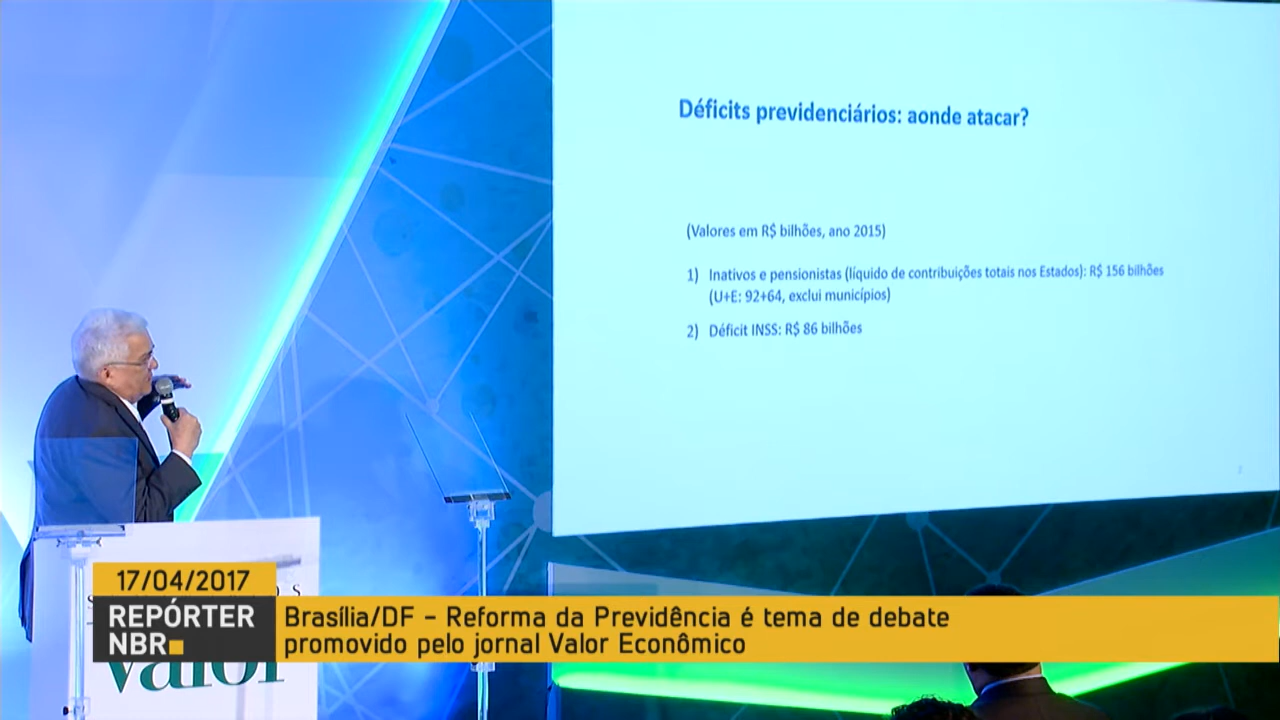 Déficits previdenciários: aonde atacar?
(Valores em R$ bilhões, ano 2015)
1) Inativos e pensionistas (líquido de contribuições totais nos Estados): R$ 156 bilhões
(U+E: 92+64, exclui municípios)
2) Déficit INSS: R$ 86 bilhões
17/04/2017
REPÓRTER
NBR
Brasília/DF - Reforma da Previdência é tema de debate
promovido pelo jornal Valor Econômico
Valor